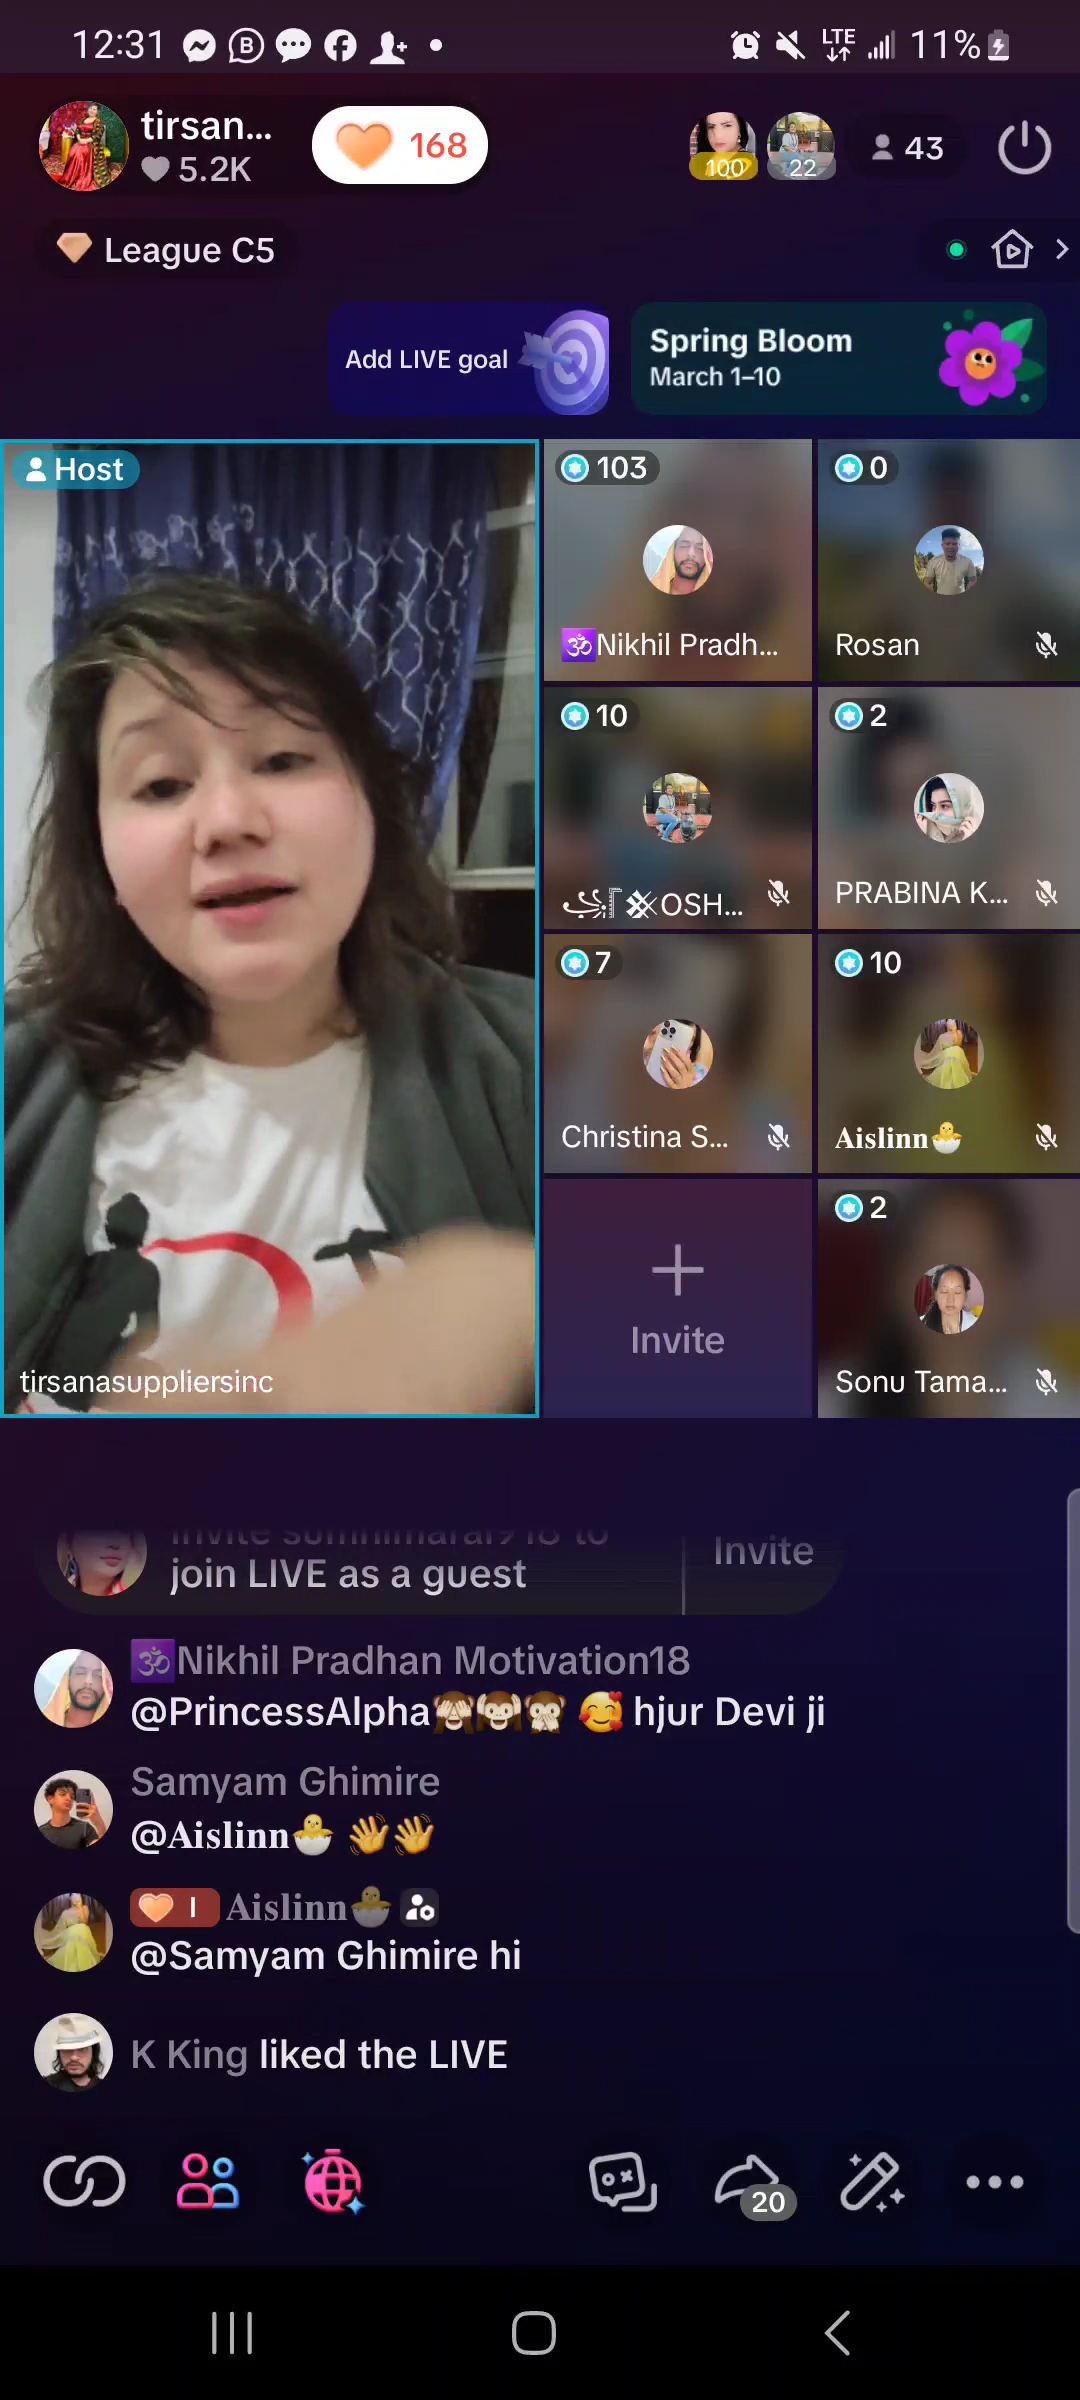 12:31
LTE
11%
tirsan...
5.2K
168
100
22
43
League C5
Add LIVE goal
Spring Bloom
March 1–10
Host
103
🕉Nikhil Pradh...
0
Rosan
10
OSH...
2
PRABINA K...
7
Christina S...
10
Aislinn🐣
Invite
2
Sonu Tama...
tirsanasuppliersinc
to
join LIVE as a guest
Invite
🕉Nikhil Pradhan Motivation18
@PrincessAlpha🙈🙉🙊 🥰 hjur Devi ji
Samyam Ghimire
@Aislinn🐣 👋👋
I Aislinn🐣
@Samyam Ghimire hi
K King liked the LIVE
20